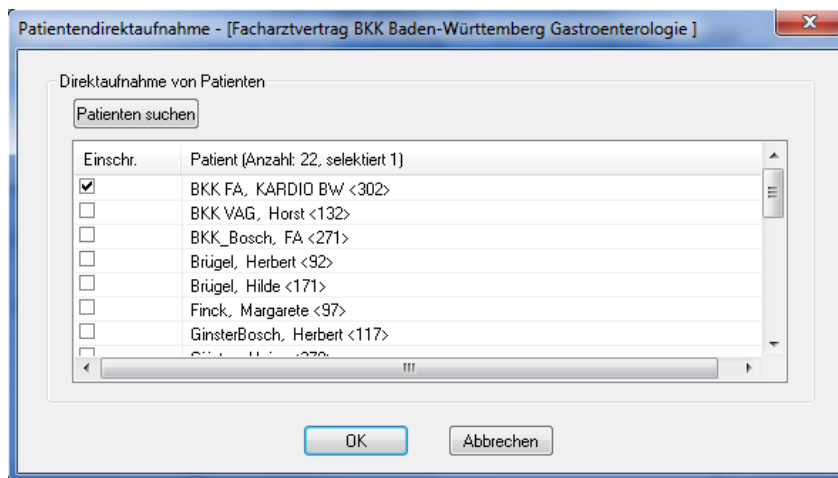 Patientendirektaufnahme - [Facharztvertrag BKK Baden-Württemberg Gastroenterologie ]
Direktaufnahme von Patienten
Patienten suchen
Einschr. Patient (Anzahl: 22, selektiert 1)
BKK FA, KARDIO BW <302>
BKK VAG, Horst <132>
BKK_Bosch, FA <271>
Brügel, Herbert <92>
Brügel, Hilde <171>
Finck, Margarete <97>
GinsterBosch, Herbert <117>
OK Abbrechen